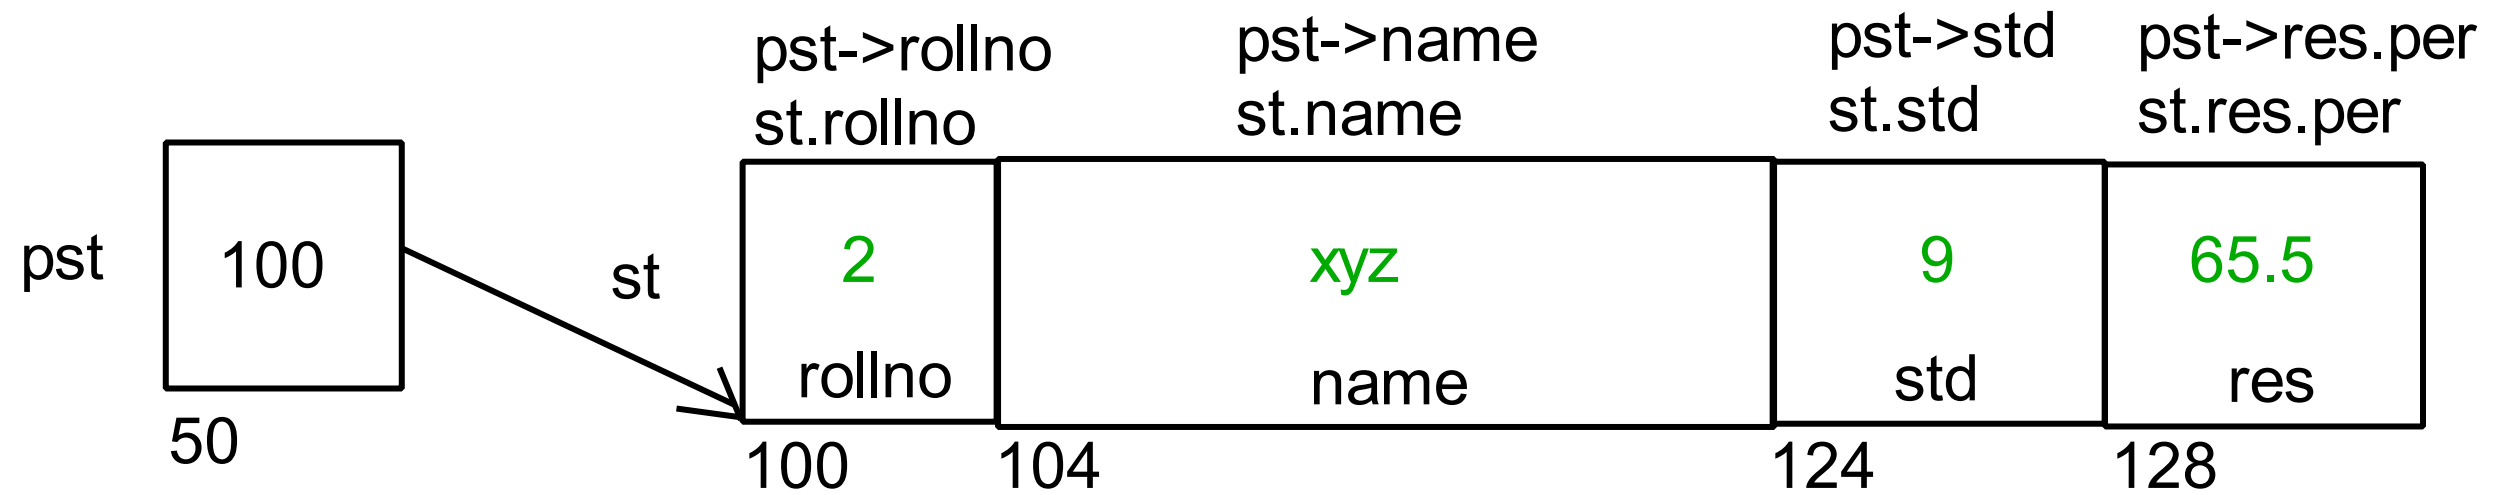 pst->rollno
st.rollno
pst->name
st.name
pst->std
st.std
pst->res.per
st.res.per
pst
100
50
st
2
rollno
100
xyz
name
104
9
std
124
65.5
res
128